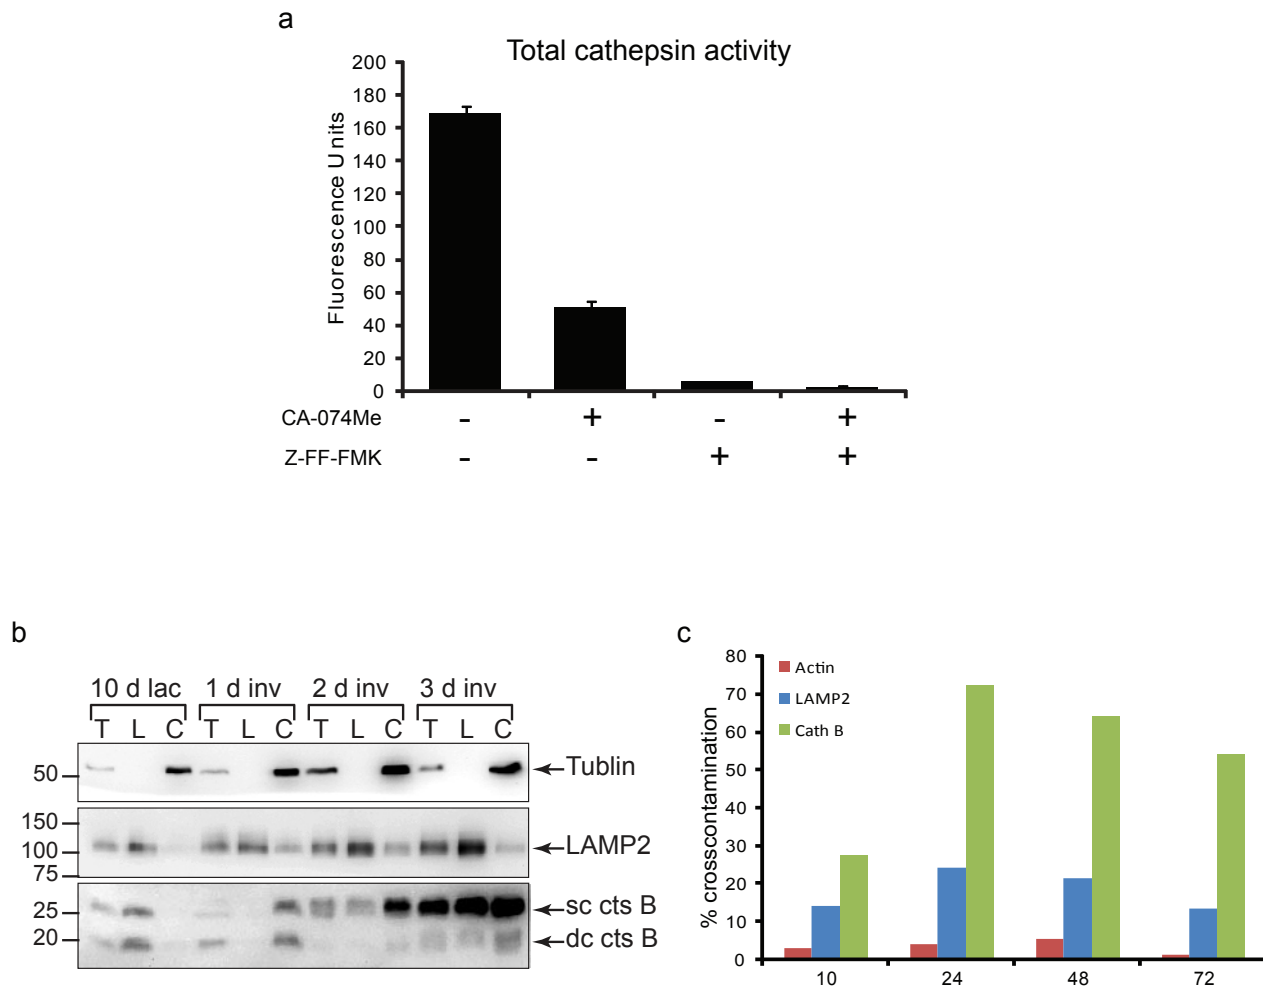 a
Total cathepsin activity
Fluorescence Units
200
180
160
140
120
100
80
60
40
20
0
CA-074Me - + - +
Z-FF-FMK - - + +
b
10 d lac 1 d inv 2 d inv 3 d inv
T L C T L C T L C T L C
50 Tublin
150
100 LAMP2
75
25 sc cts B
20 dc cts B
c
% crosscontamination
80
70
60
50
40
30
20
10
0
Actin
LAMP2
Cath B
10 24 48 72